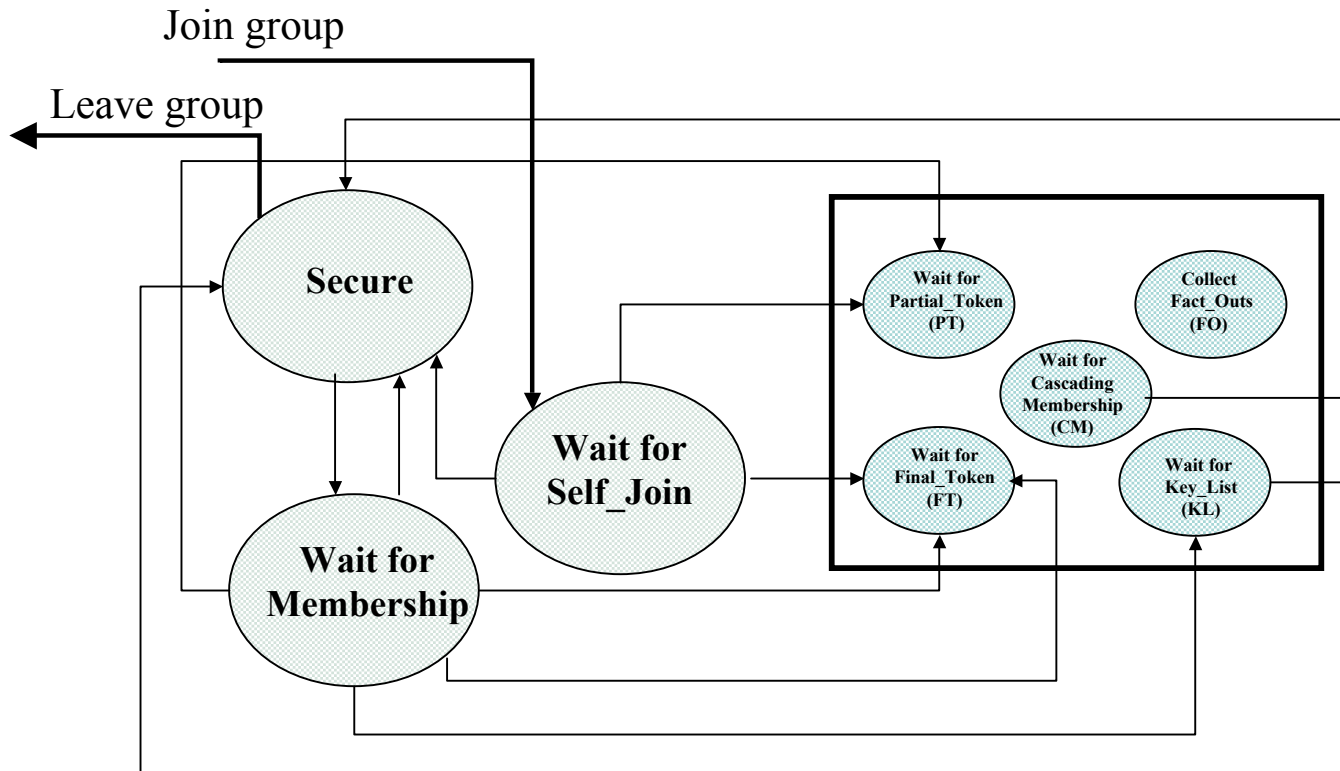 Join group
Leave group
Secure
Wait for
Partial_Token
(PT)
Collect
Fact_Outs
(FO)
Wait for
Cascading
Membership
(CM)
Wait for
Self_Join
Wait for
Final_Token
(FT)
Wait for
Key_List
(KL)
Wait for
Membership